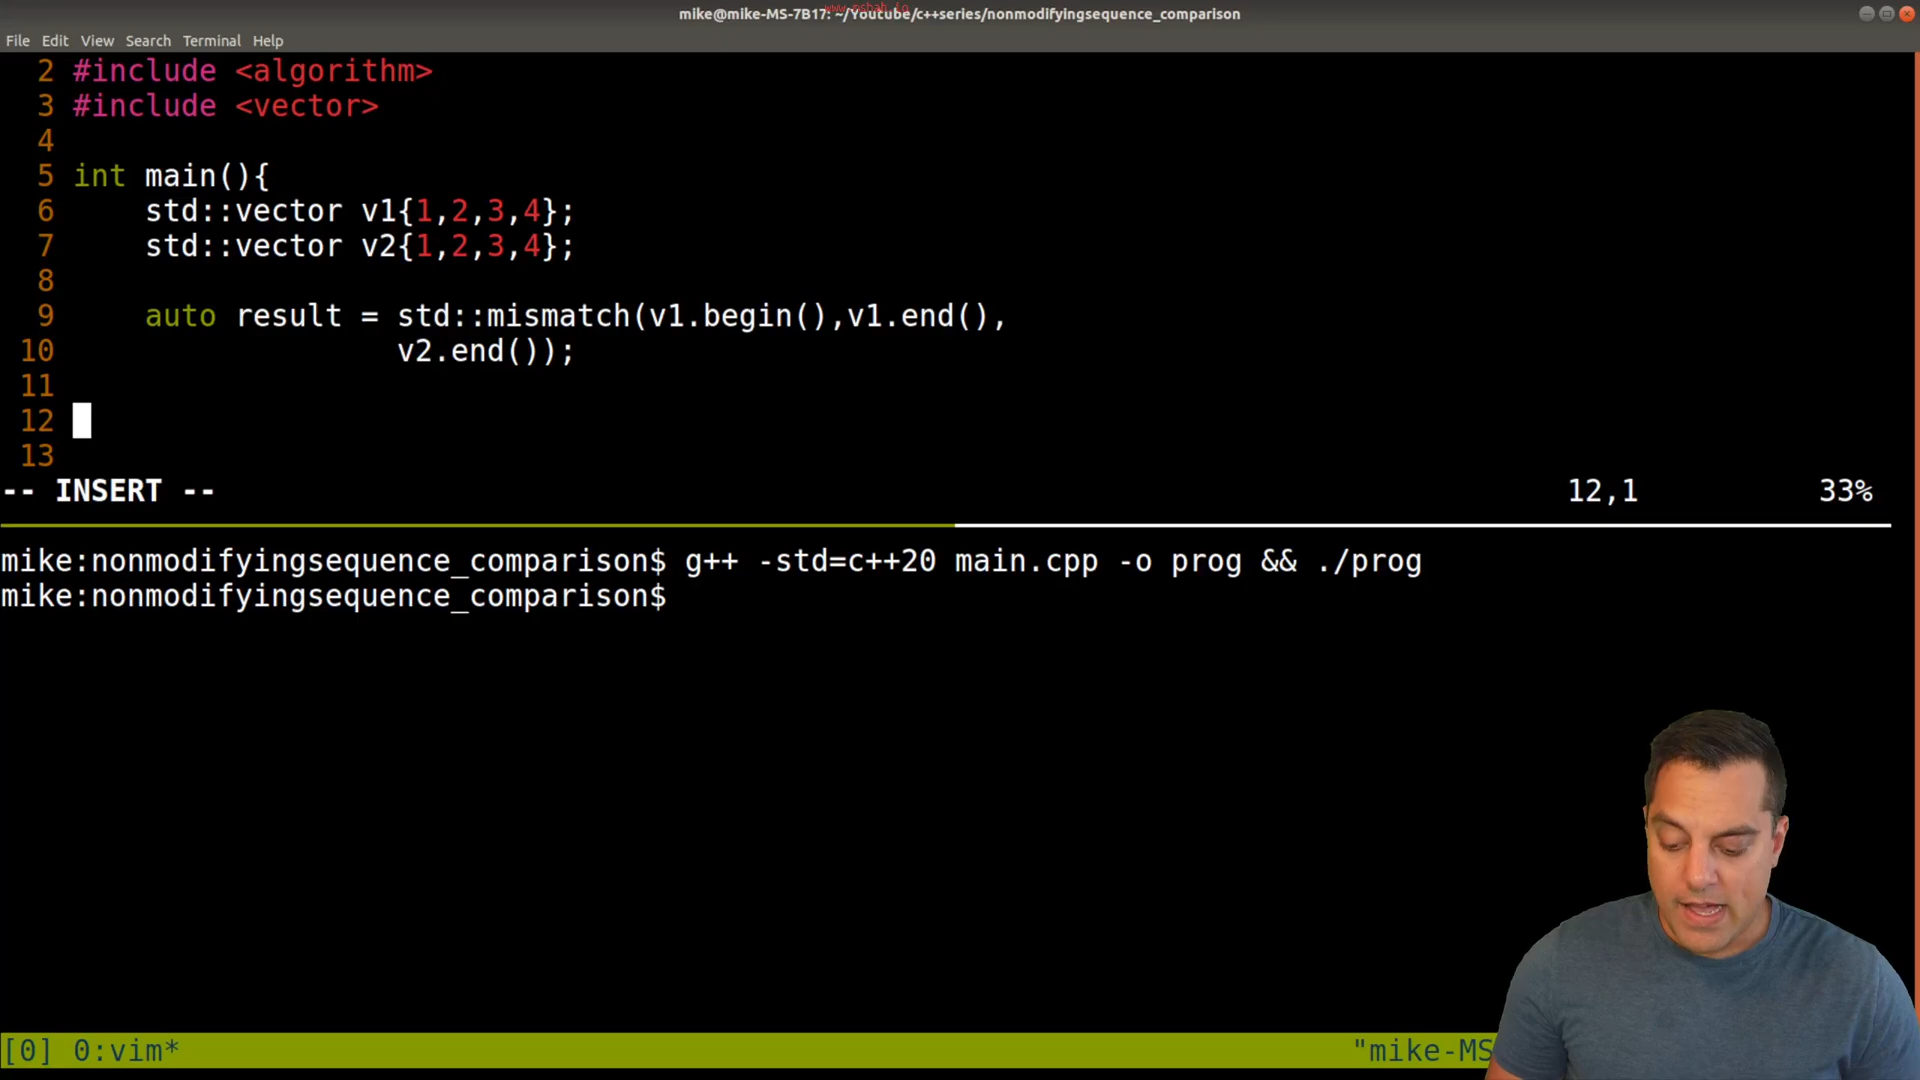 www.mshah.io
mike@mike-MS-7B17: ~/Youtube/c++series/nonmodifyingsequence_comparison
File Edit View Search Terminal Help
2 #include <algorithm>
3 #include <vector>
4
5 int main(){
6 std::vector v1{1,2,3,4};
7 std::vector v2{1,2,3,4};
8
9 auto result = std::mismatch(v1.begin(),v1.end(),
10 v2.end());
11
12
13
-- INSERT -- 12,1 33%
mike:nonmodifyingsequence_comparison$ g++ -std=c++20 main.cpp -o prog && ./prog
mike:nonmodifyingsequence_comparison$
[0] 0:vim* "mike-MS